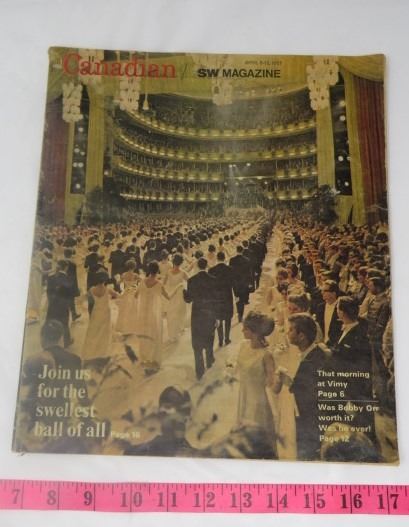 Canadian
SW MAGAZINE
Join us
for the
swellest
ball of all Page 16
That morning
at Vimy
Page 6
Was Bobby Orr
worth it?
Was he ever!
Page 12
7 8 9 10 11 12 13 14 15 16 17